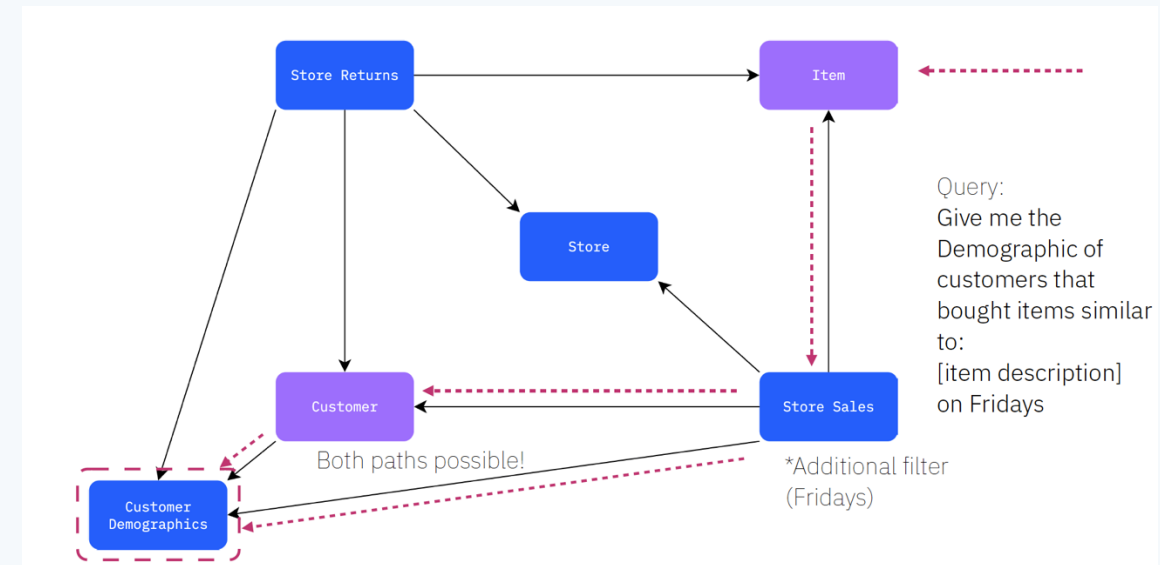 Store Returns
Item
Query:
Give me the
Demographic of
customers that
bought items similar
to:
[item description]
on Fridays
Store
Customer
Store Sales
Both paths possible!
*Additional filter
(Fridays)
Customer
Demographics